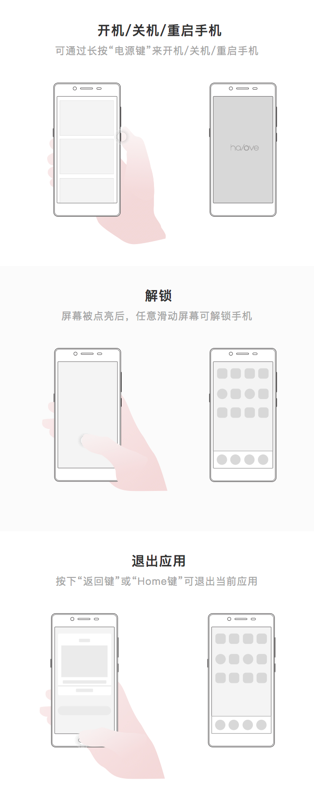 开机/关机/重启手机
可通过长按“电源键”来开机/关机/重启手机
解锁
屏幕被点亮后，任意滑动屏幕可解锁手机
退出应用
按下“返回键”或“Home键”可退出当前应用